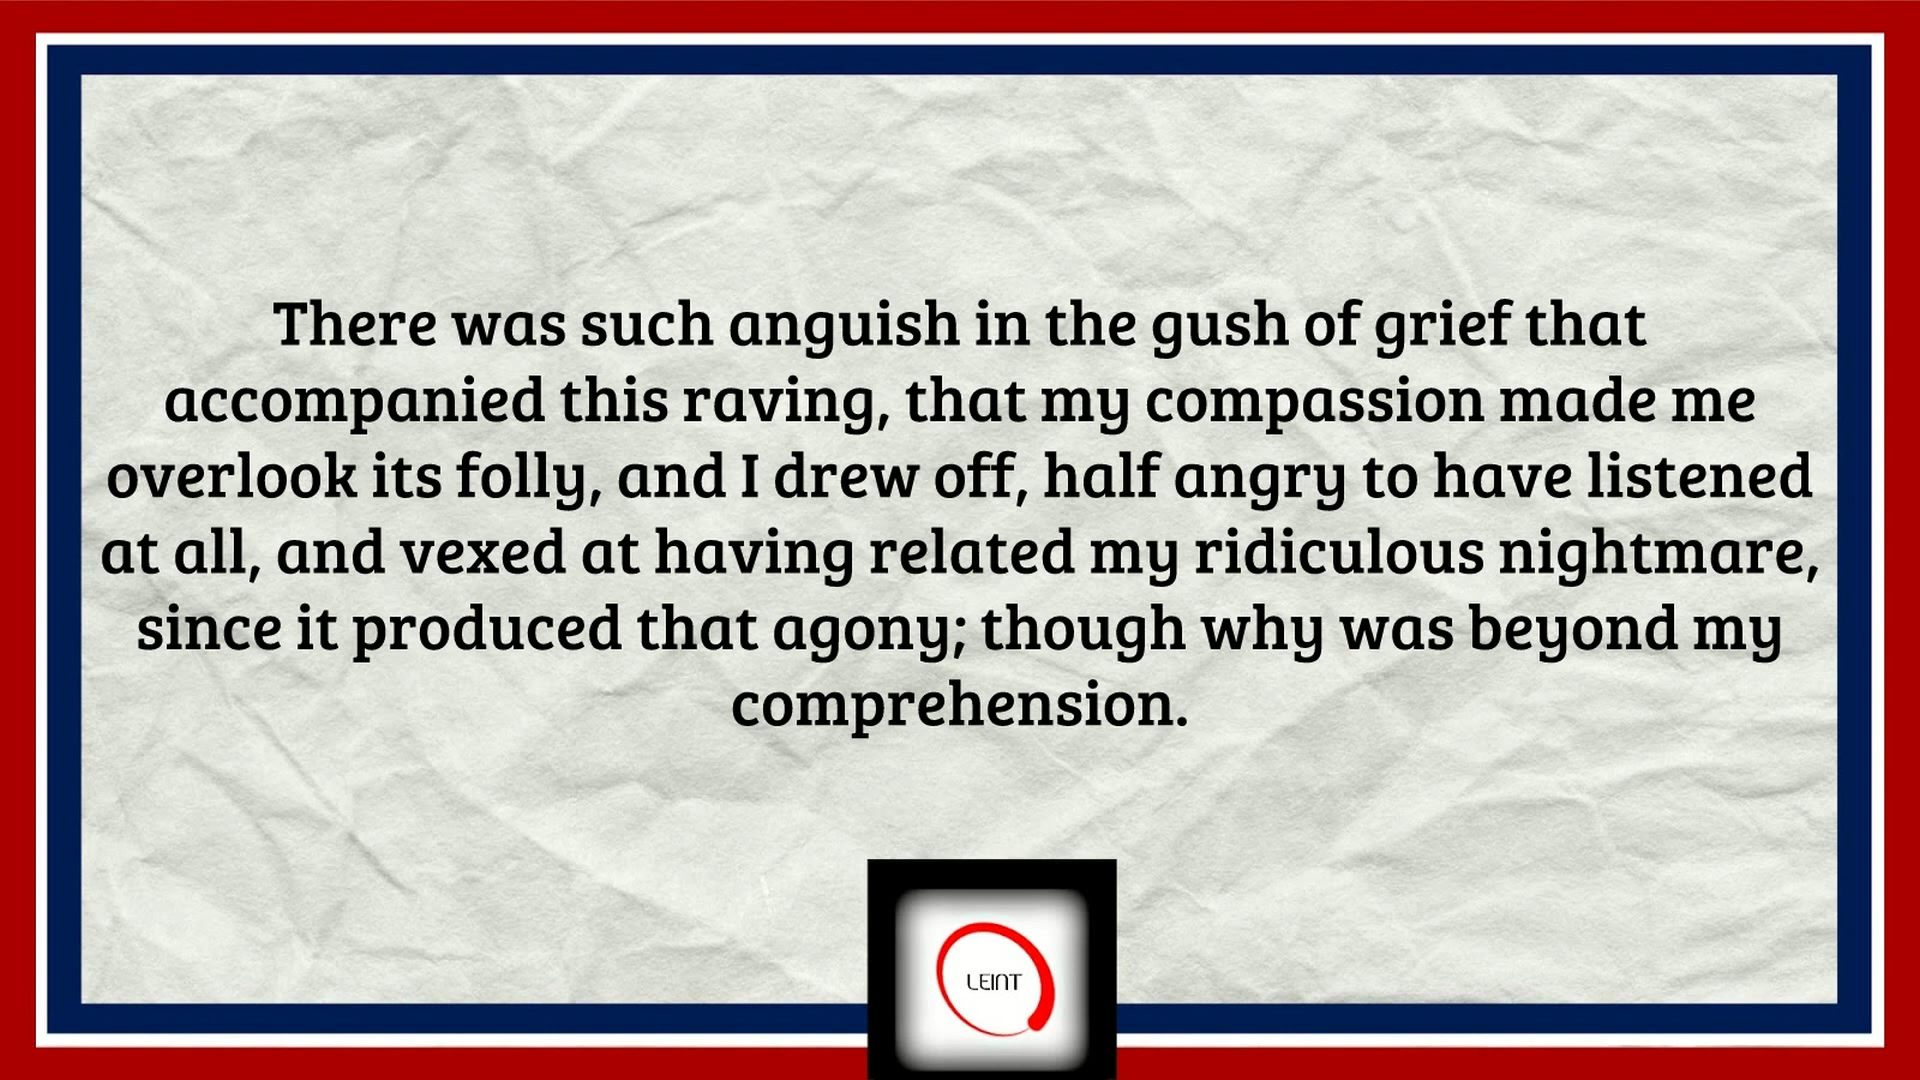 There was such anguish in the gush of grief that
accompanied this raving, that my compassion made me
overlook its folly, and I drew off, half angry to have listened
at all, and vexed at having related my ridiculous nightmare,
since it produced that agony; though why was beyond my
comprehension.
LEINT